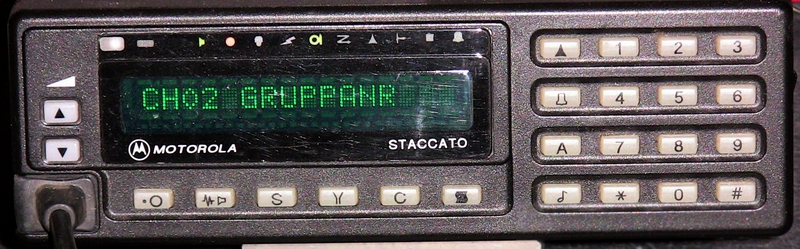 CH02 GRUPPANR
MOTOROLA
STACCATO
S Y C
1 2 3
4 5 6
A 7 8 9
* 0 #